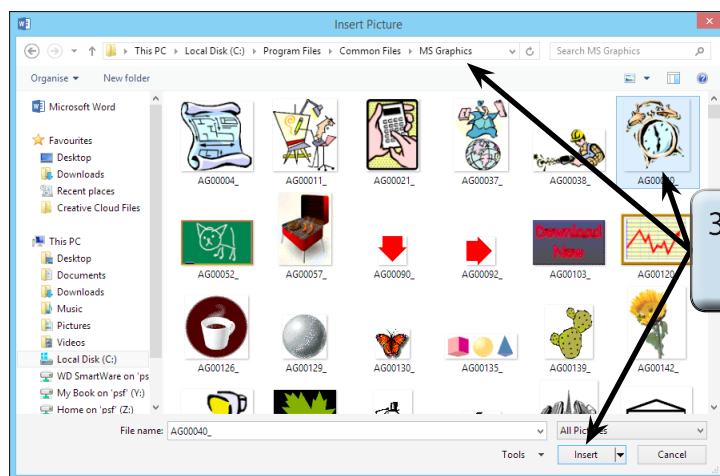 Insert Picture
This PC Local Disk (C:) Program Files Common Files MS Graphics
Search MS Graphics
Organise New folder
Microsoft Word
Favourites
Desktop
Downloads
Recent places
Creative Cloud Files
This PC
Desktop
Documents
Downloads
Music
Pictures
Videos
Local Disk (C:)
WD SmartWare on 'ps
My Book on 'psf' (Y:)
Home on 'psf' (Z:)
AG00004_ AG00011_ AG00021_ AG00037_ AG00038_
3
Download
Now
AG00052_ AG00057_ AG00090_ AG00092_ AG00103_ AG00120_
AG00126_ AG00129_ AG00130_ AG00135_ AG00139_ AG00142_
File name: AG00040_
All
Tools Insert Cancel